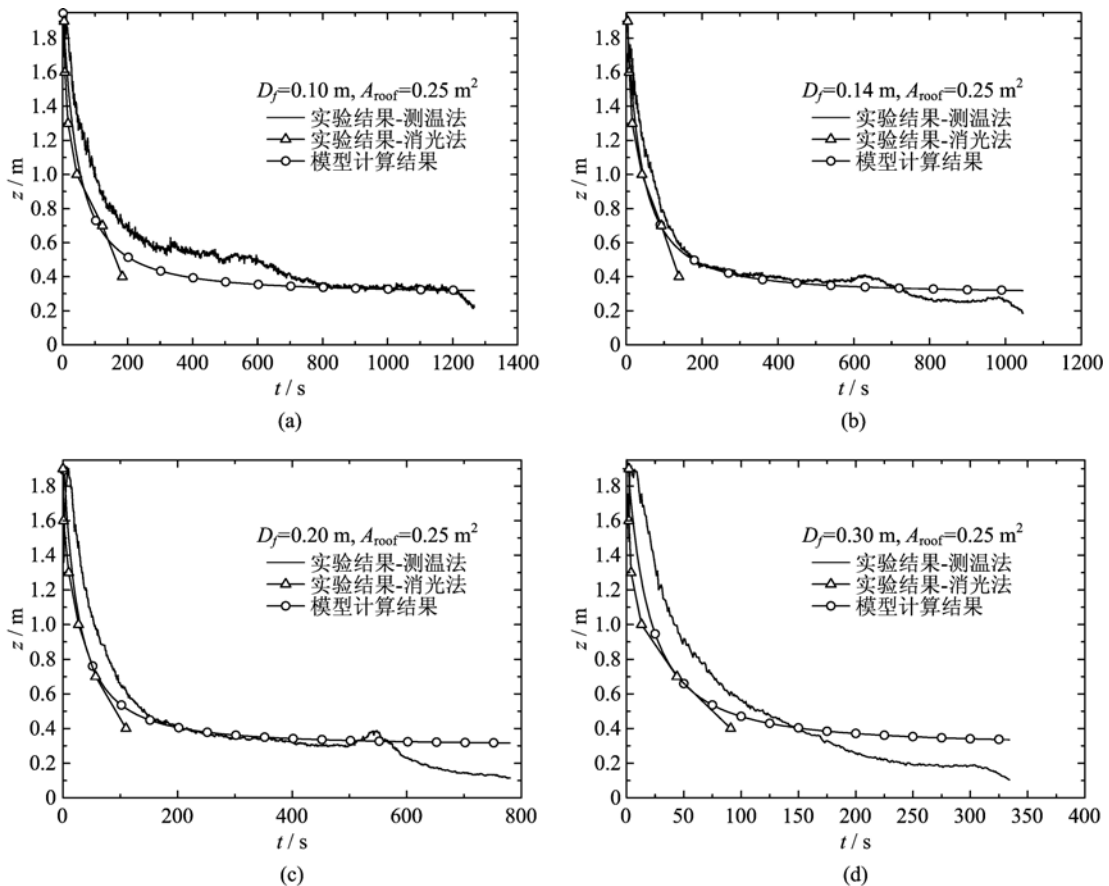 1.8
1.6
1.4
1.2
1.0
0.8
0.6
0.4
0.2
0
z / m
D_f=0.10 m, A_roof=0.25 m²
实验结果-测温法
实验结果-消光法
模型计算结果
0 200 400 600 800 1000 1200 1400
t / s
(a)
1.8
1.6
1.4
1.2
1.0
0.8
0.6
0.4
0.2
0
z / m
D_f=0.14 m, A_roof=0.25 m²
实验结果-测温法
实验结果-消光法
模型计算结果
0 200 400 600 800 1000 1200
t / s
(b)
1.8
1.6
1.4
1.2
1.0
0.8
0.6
0.4
0.2
0
z / m
D_f=0.20 m, A_roof=0.25 m²
实验结果-测温法
实验结果-消光法
模型计算结果
0 200 400 600 800
t / s
(c)
1.8
1.6
1.4
1.2
1.0
0.8
0.6
0.4
0.2
0
z / m
D_f=0.30 m, A_roof=0.25 m²
实验结果-测温法
实验结果-消光法
模型计算结果
0 50 100 150 200 250 300 350 400
t / s
(d)